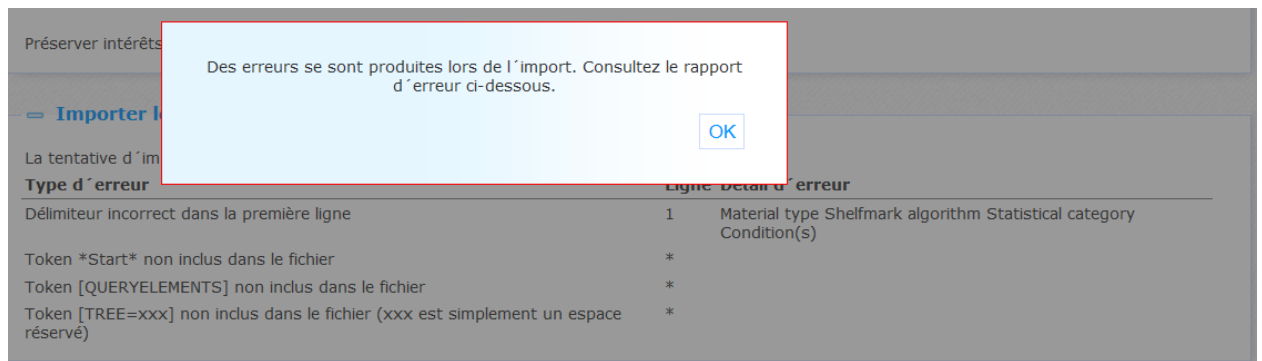 Préserver intérêts
Des erreurs se sont produites lors de l´import. Consultez le rapport
d´erreur ci-dessous.
OK
Importer l
La tentative d´im
Type d´erreur Ligne Détail d´erreur
Délimiteur incorrect dans la première ligne 1 Material type Shelfmark algorithm Statistical category
Condition(s)
Token *Start* non inclus dans le fichier *
Token [QUERYELEMENTS] non inclus dans le fichier *
Token [TREE=xxx] non inclus dans le fichier (xxx est simplement un espace *
réservé)